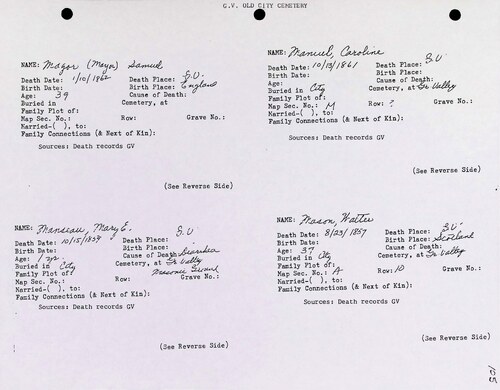 G.V. OLD CITY CEMETERY
NAME: Magor (Mayor) Samuel
Death Date: 1/10/1862 Death Place: G.V.
Birth Date: Birth Place: England
Age: 39 Cause of Death:
Buried in Cemetery, at
Family Plot of:
Map Sec. No.: Row: Grave No.:
Married-( ), to:
Family Connections (& Next of Kin):
Sources: Death records GV
(See Reverse Side)
NAME: Manuel, Caroline
Death Date: 10/13/1861 Death Place: G.V.
Birth Date: Birth Place:
Age: Cause of Death:
Buried in City Cemetery, at Gr Valley
Family Plot of:
Map Sec. No.: M Row: ? Grave No.:
Married-( ), to:
Family Connections (& Next of Kin):
Sources: Death records GV
(See Reverse Side)
NAME: Manseau, Mary E.
Death Date: 10/15/1859 Death Place: G.V.
Birth Date: Birth Place:
Age: 1 yr. Cause of Death: Diarrhea
Buried in City Cemetery, at Gr Valley
Family Plot of: Masonic Ground
Map Sec. No.: Row: Grave No.:
Married-( ), to:
Family Connections (& Next of Kin):
Sources: Death records GV
(See Reverse Side)
NAME: Mason, Walter
Death Date: 8/23/1857 Death Place: G.V.
Birth Date: Birth Place: Scotland
Age: 37 Cause of Death:
Buried in City Cemetery, at Gr Valley
Family Plot of:
Map Sec. No.: A Row: 10 Grave No.:
Married-( ), to:
Family Connections (& Next of Kin):
Sources: Death records GV
(See Reverse Side)